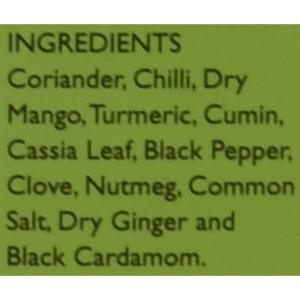 INGREDIENTS
Coriander, Chilli, Dry
Mango, Turmeric, Cumin,
Cassia Leaf, Black Pepper,
Clove, Nutmeg, Common
Salt, Dry Ginger and
Black Cardamom.